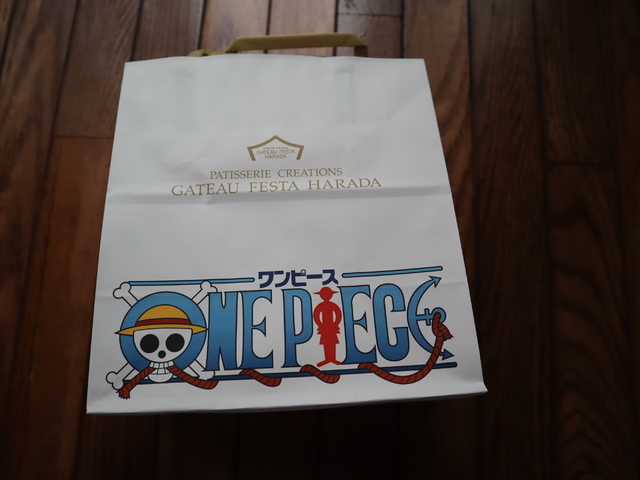 GATEAU FESTA
HARADA
PATISSERIE CREATIONS
GATEAU FESTA HARADA
ワンピース
ONE PIECE